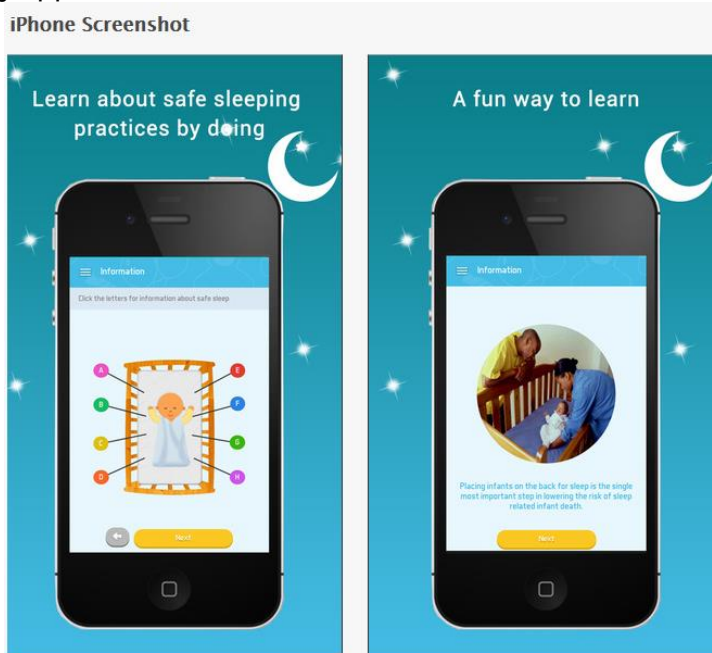 iPhone Screenshot
Learn about safe sleeping
practices by doing
Information
Click the letters for information about safe sleep
A
E
B
F
C
G
D
H
Next
A fun way to learn
Information
Placing infants on the back for sleep is the single
most important step in lowering the risk of sleep
related infant death.
Next